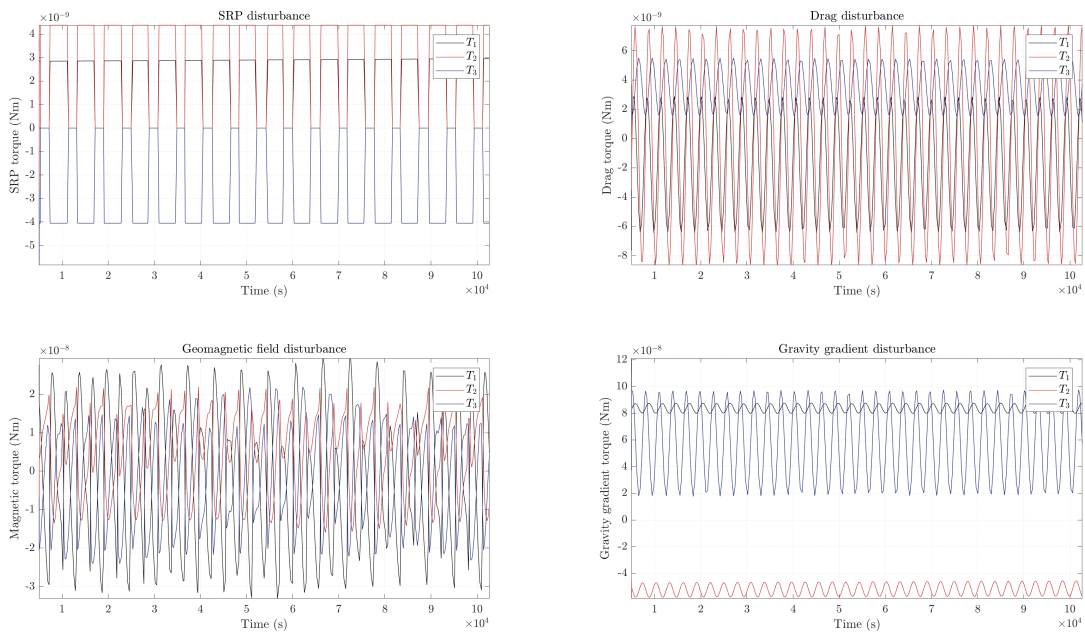 SRP disturbance
×10⁻⁹
4
3
2
1
0
-1
-2
-3
-4
-5
SRP torque (Nm)
T₁
T₂
T₃
1 2 3 4 5 6 7 8 9 10
Time (s)
×10⁴
Drag disturbance
×10⁻⁹
6
4
2
0
-2
-4
-6
-8
Drag torque (Nm)
T₁
T₂
T₃
1 2 3 4 5 6 7 8 9 10
Time (s)
×10⁴
Geomagnetic field disturbance
×10⁻⁸
2
1
0
-1
-2
-3
Magnetic torque (Nm)
T₁
T₂
T₃
1 2 3 4 5 6 7 8 9 10
Time (s)
×10⁴
Gravity gradient disturbance
×10⁻⁸
12
10
8
6
4
2
0
-2
-4
Gravity gradient torque (Nm)
T₁
T₂
T₃
1 2 3 4 5 6 7 8 9 10
Time (s)
×10⁴